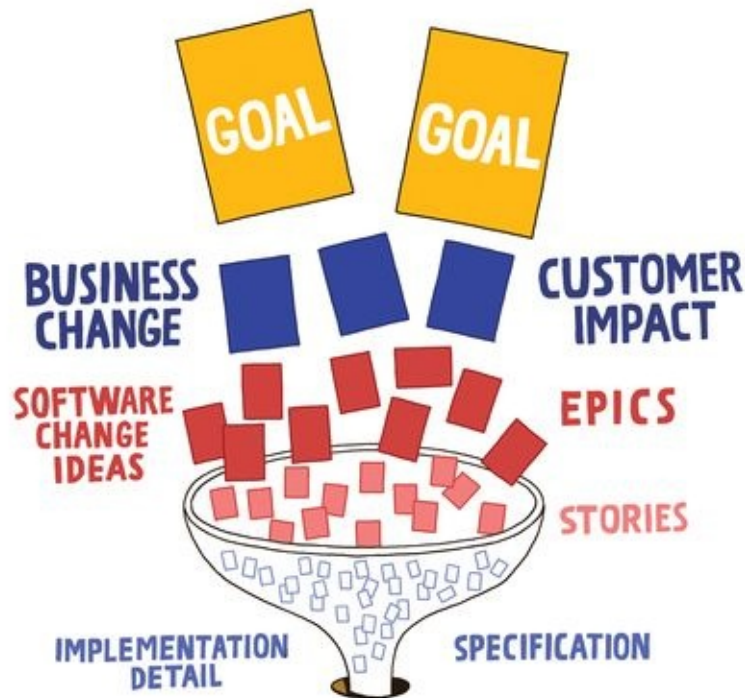 GOAL
GOAL
BUSINESS
CHANGE
CUSTOMER
IMPACT
SOFTWARE
CHANGE
IDEAS
EPICS
STORIES
IMPLEMENTATION
DETAIL
SPECIFICATION